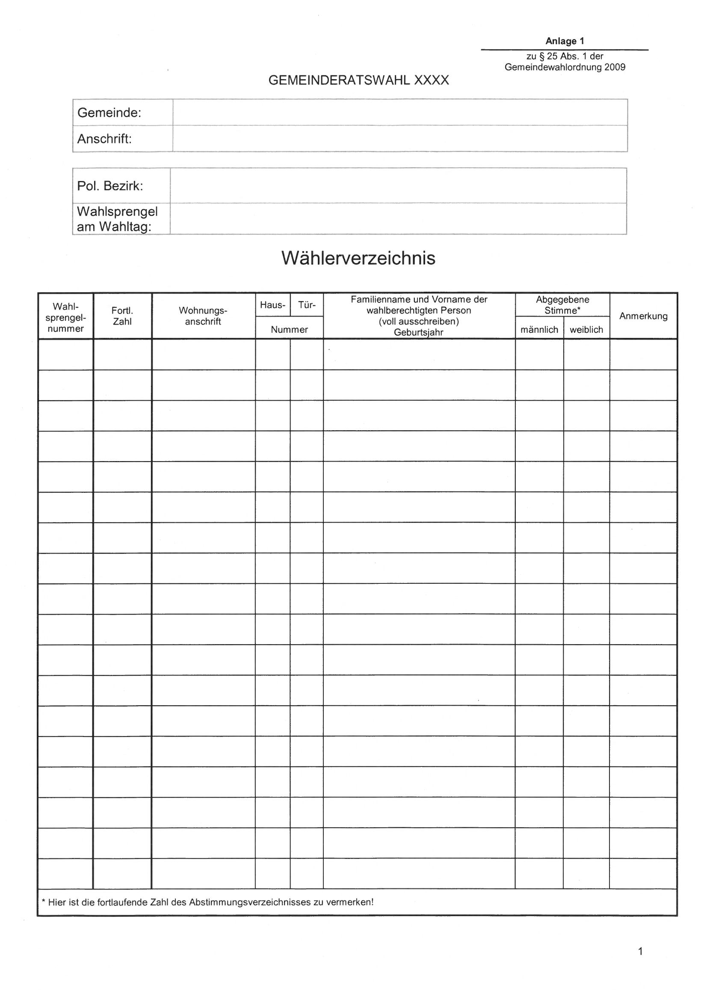 Anlage 1
zu § 25 Abs. 1 der
Gemeindewahlordnung 2009
GEMEINDERATSWAHL XXXX
Gemeinde:
Anschrift:
Pol. Bezirk:
Wahlsprengel
am Wahltag:
Wählerverzeichnis
Wahl-
sprengel-
nummer
Fortl.
Zahl
Wohnungs-
anschrift
Haus-
Tür-
Nummer
Familienname und Vorname der
wahlberechtigten Person
(voll ausschreiben)
Geburtsjahr
Abgegebene
Stimme*
männlich
weiblich
Anmerkung
* Hier ist die fortlaufende Zahl des Abstimmungsverzeichnisses zu vermerken!
1